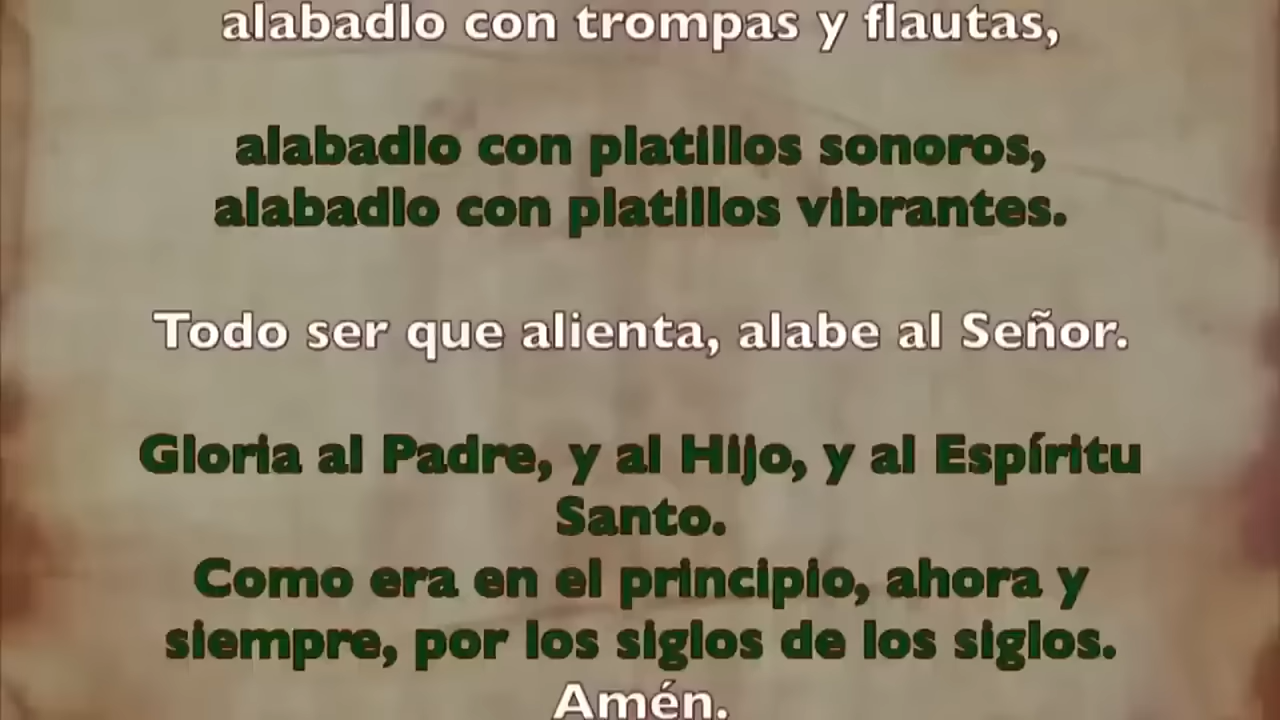 alabadlo con trompas y flautas,
alabadlo con platillos sonoros,
alabadlo con platillos vibrantes.
Todo ser que alienta, alabe al Señor.
Gloria al Padre, y al Hijo, y al Espíritu
Santo.
Como era en el principio, ahora y
siempre, por los siglos de los siglos.
Amén.